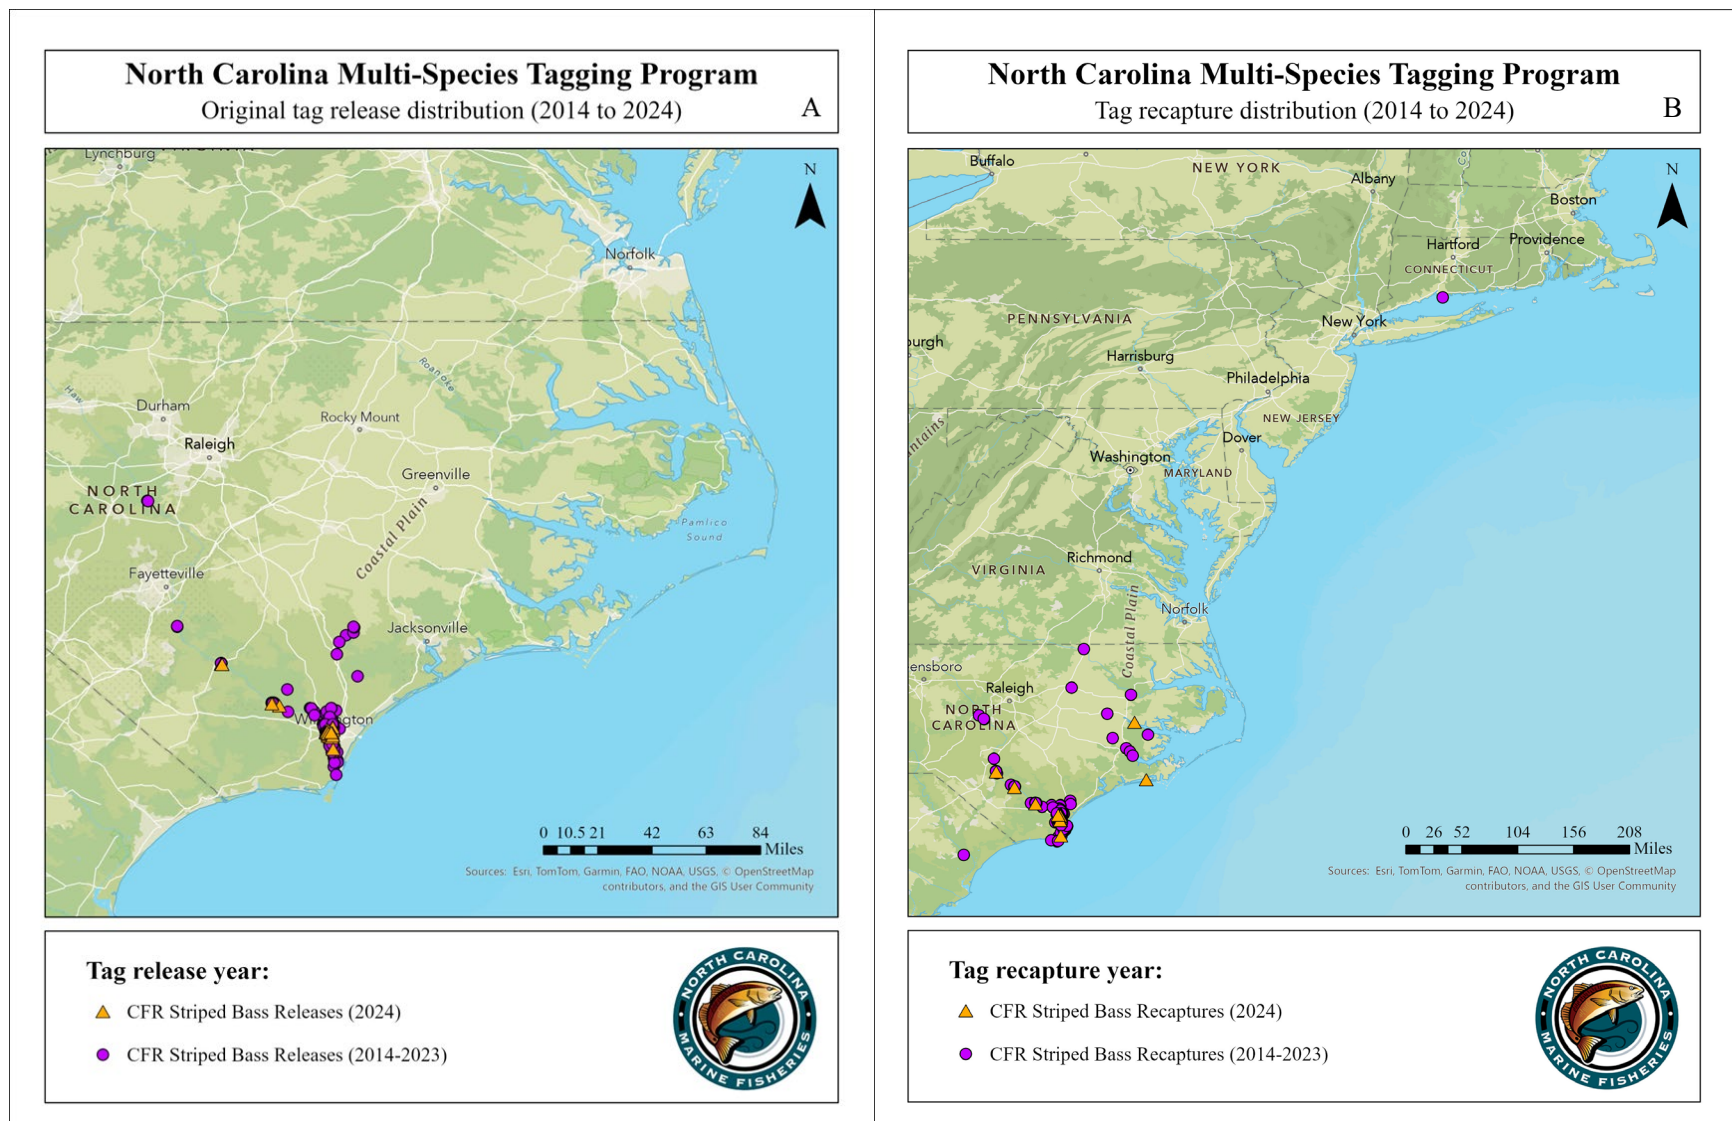 North Carolina Multi-Species Tagging Program
Original tag release distribution (2014 to 2024)
A
Lynchburg
N
Norfolk
Roanoke
Haw
Durham
Rocky Mount
Raleigh
Greenville
NORTH
CAROLINA
Coastal Plain
Pamlico
Sound
Fayetteville
Jacksonville
0 10.5 21 42 63 84
Miles
Sources: Esri, TomTom, Garmin, FAO, NOAA, USGS, © OpenStreetMap
contributors, and the GIS User Community
Tag release year:
CFR Striped Bass Releases (2024)
CFR Striped Bass Releases (2014-2023)
NORTH CAROLINA
MARINE FISHERIES
North Carolina Multi-Species Tagging Program
Tag recapture distribution (2014 to 2024)
B
Buffalo
NEW YORK
Albany
N
Boston
Hartford
Providence
CONNECTICUT
PENNSYLVANIA
New York
burgh
Harrisburg
Philadelphia
NEW JERSEY
Dover
ntains
Washington
MARYLAND
Richmond
VIRGINIA
Coastal Plain
Norfolk
ensboro
Raleigh
NORTH
CAROLINA
0 26 52 104 156 208
Miles
Sources: Esri, TomTom, Garmin, FAO, NOAA, USGS, © OpenStreetMap
contributors, and the GIS User Community
Tag recapture year:
CFR Striped Bass Recaptures (2024)
CFR Striped Bass Recaptures (2014-2023)
NORTH CAROLINA
MARINE FISHERIES